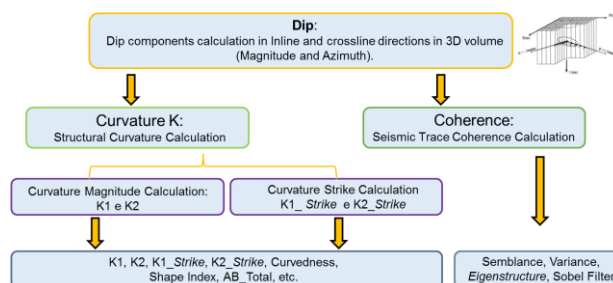 Dip:
Dip components calculation in Inline and crossline directions in 3D volume
(Magnitude and Azimuth).
Curvature K:
Structural Curvature Calculation
Coherence:
Seismic Trace Coherence Calculation
Curvature Magnitude Calculation:
K1 e K2
Curvature Strike Calculation
K1_ Strike e K2_Strike
K1, K2, K1_Strike, K2_Strike, Curvedness,
Shape Index, AB_Total, etc.
Semblance, Variance,
Eigenstructure, Sobel Filter